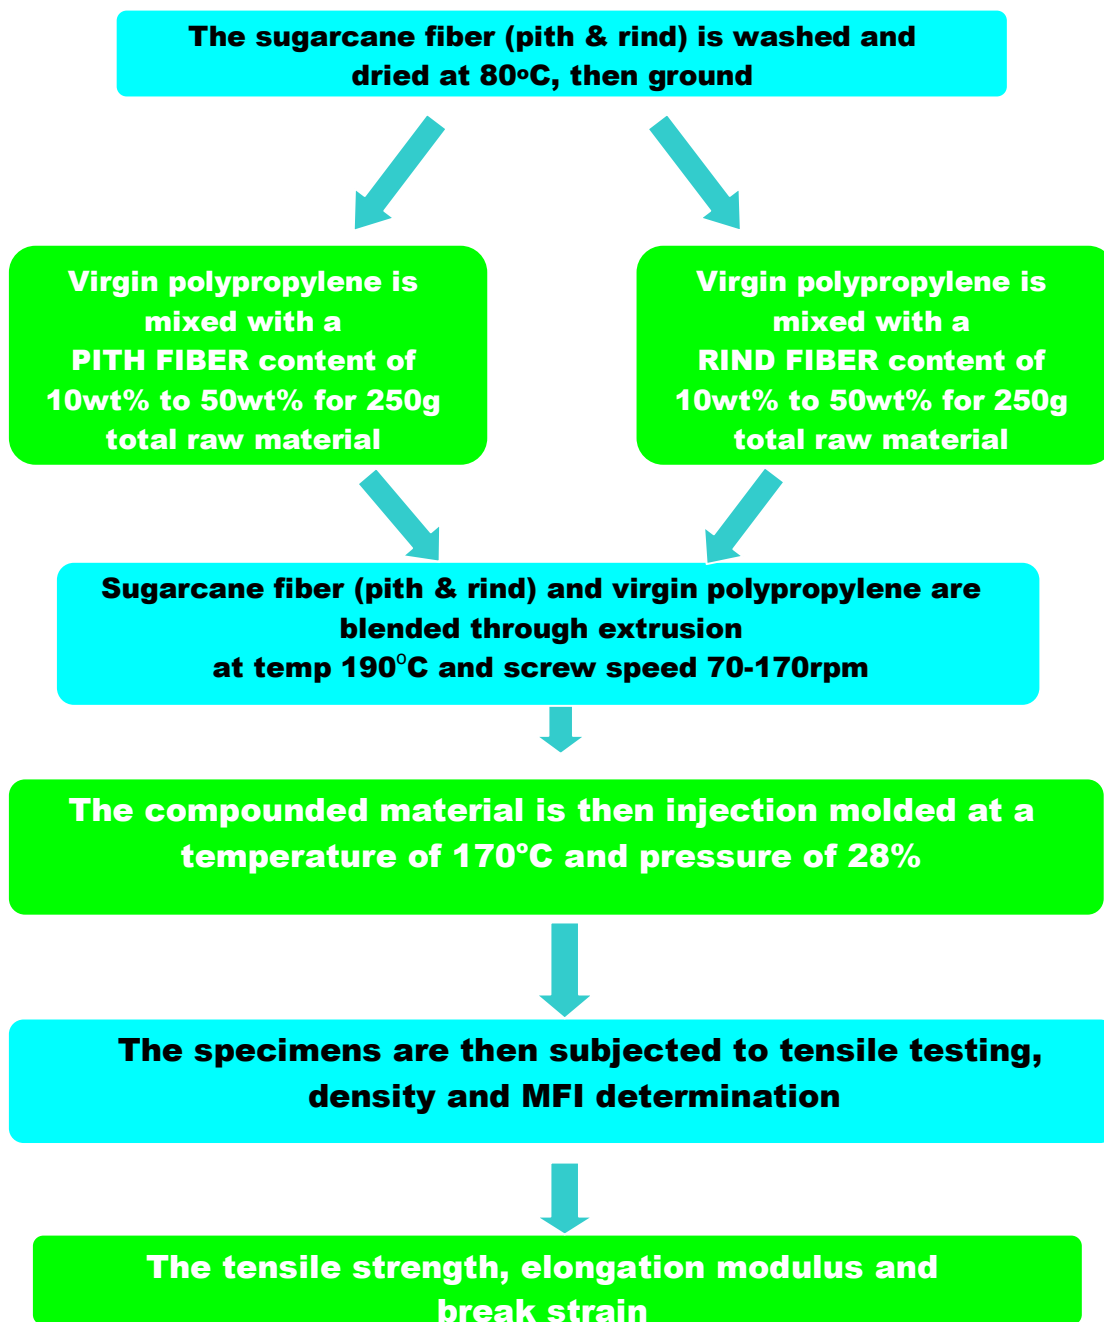 The sugarcane fiber (pith & rind) is washed and
dried at 80oC, then ground
Virgin polypropylene is
mixed with a
PITH FIBER content of
10wt% to 50wt% for 250g
total raw material
Virgin polypropylene is
mixed with a
RIND FIBER content of
10wt% to 50wt% for 250g
total raw material
Sugarcane fiber (pith & rind) and virgin polypropylene are
blended through extrusion
at temp 190°C and screw speed 70-170rpm
The compounded material is then injection molded at a
temperature of 170°C and pressure of 28%
The specimens are then subjected to tensile testing,
density and MFI determination
The tensile strength, elongation modulus and
break strain